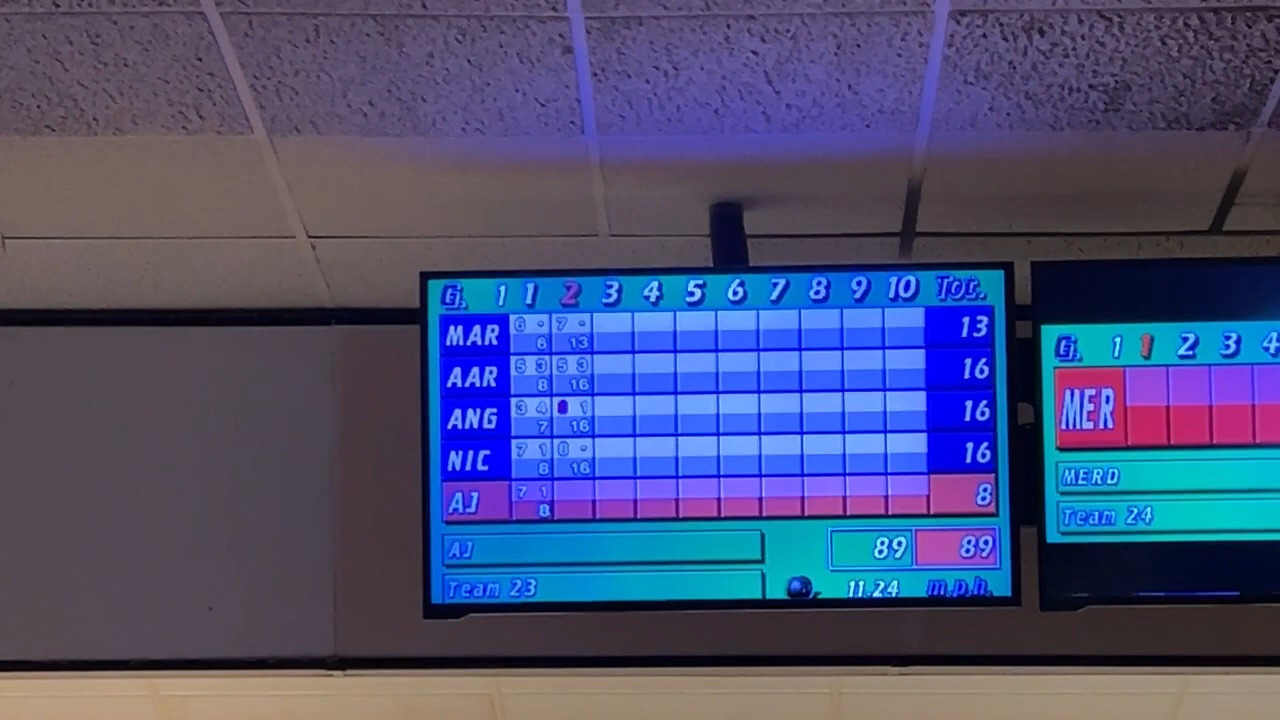 G. 1 1 2 3 4 5 6 7 8 9 10 Tot.
MAR 6 - 7 - 13
6 13
AAR 5 3 5 3 16
8 16
ANG 3 4 1 16
7 16
NIC 7 1 - 16
8 16
AJ 7 1 8
8
AJ 89 89
Team 23 11.24 m.p.h.
G. 1 1 2 3 4
MER
MERD
Team 24